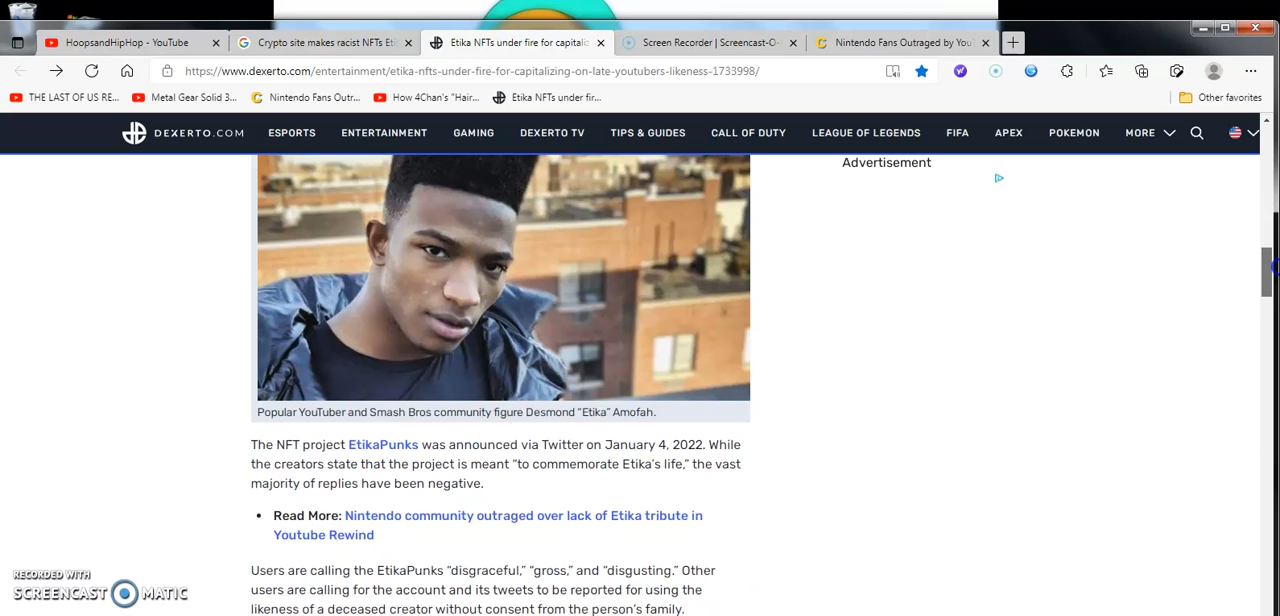 HoopsandHipHop - YouTube
Crypto site makes racist NFTs Eti
Etika NFTs under fire for capitaliz
Screen Recorder | Screencast-O-
Nintendo Fans Outraged by You
https://www.dexerto.com/entertainment/etika-nfts-under-fire-for-capitalizing-on-late-youtubers-likeness-1733998/
THE LAST OF US RE...
Metal Gear Solid 3...
Nintendo Fans Outr...
How 4Chan's "Hair...
Etika NFTs under fir...
Other favorites
DEXERTO.COM
ESPORTS
ENTERTAINMENT
GAMING
DEXERTO TV
TIPS & GUIDES
CALL OF DUTY
LEAGUE OF LEGENDS
FIFA
APEX
POKEMON
MORE
Advertisement
Popular YouTuber and Smash Bros community figure Desmond “Etika” Amofah.
The NFT project EtikaPunks was announced via Twitter on January 4, 2022. While
the creators state that the project is meant “to commemorate Etika’s life,” the vast
majority of replies have been negative.
• Read More: Nintendo community outraged over lack of Etika tribute in
Youtube Rewind
Users are calling the EtikaPunks “disgraceful,” “gross,” and “disgusting.” Other
users are calling for the account and its tweets to be reported for using the
likeness of a deceased creator without consent from the person’s family.
RECORDED WITH
SCREENCAST MATIC